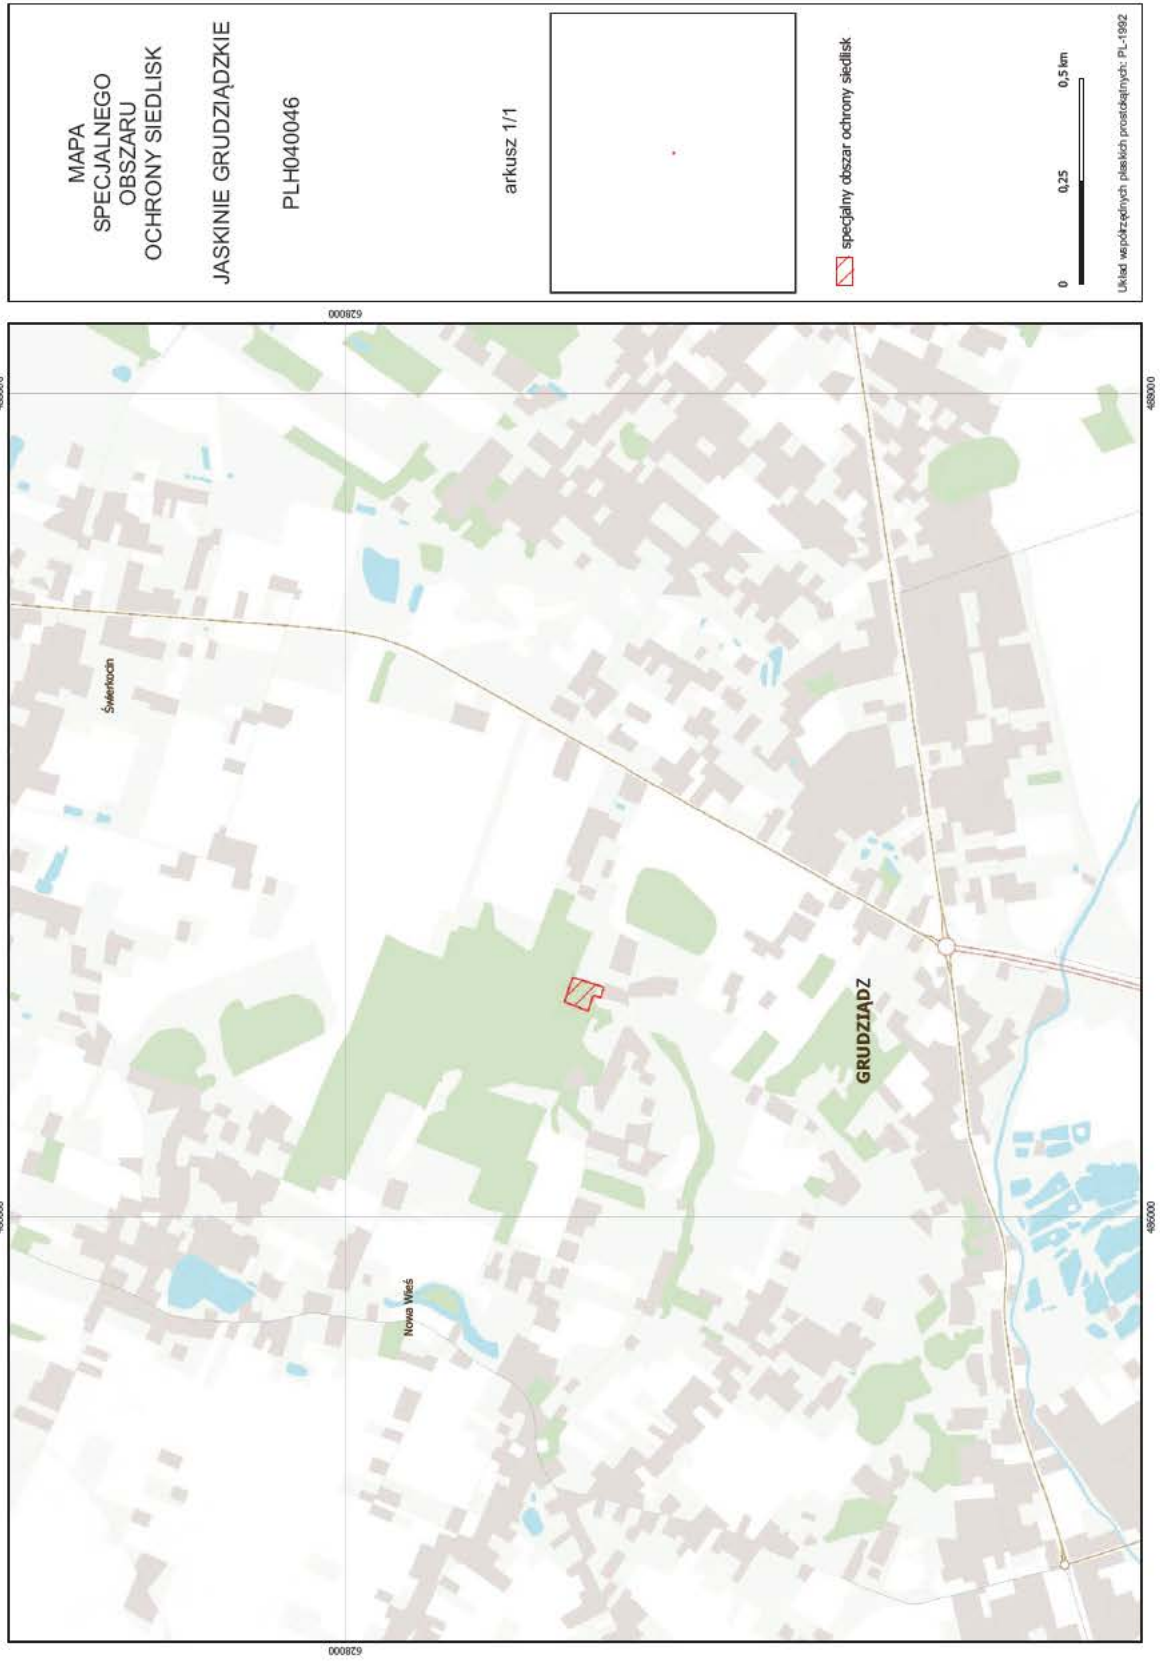 MAPA
SPECJALNEGO
OBSZARU
OCHRONY SIEDLISK
JASKINIE GRUDZIĄDZKIE
PLH040046
arkusz 1/1
specjalny obszar ochrony siedlisk
0 0,25 0,5 km
Układ współrzędnych płaskich prostokątnych: PL-1992
628000
628000
488000
486000
Świerkocin
Nowa Wieś
GRUDZIĄDZ